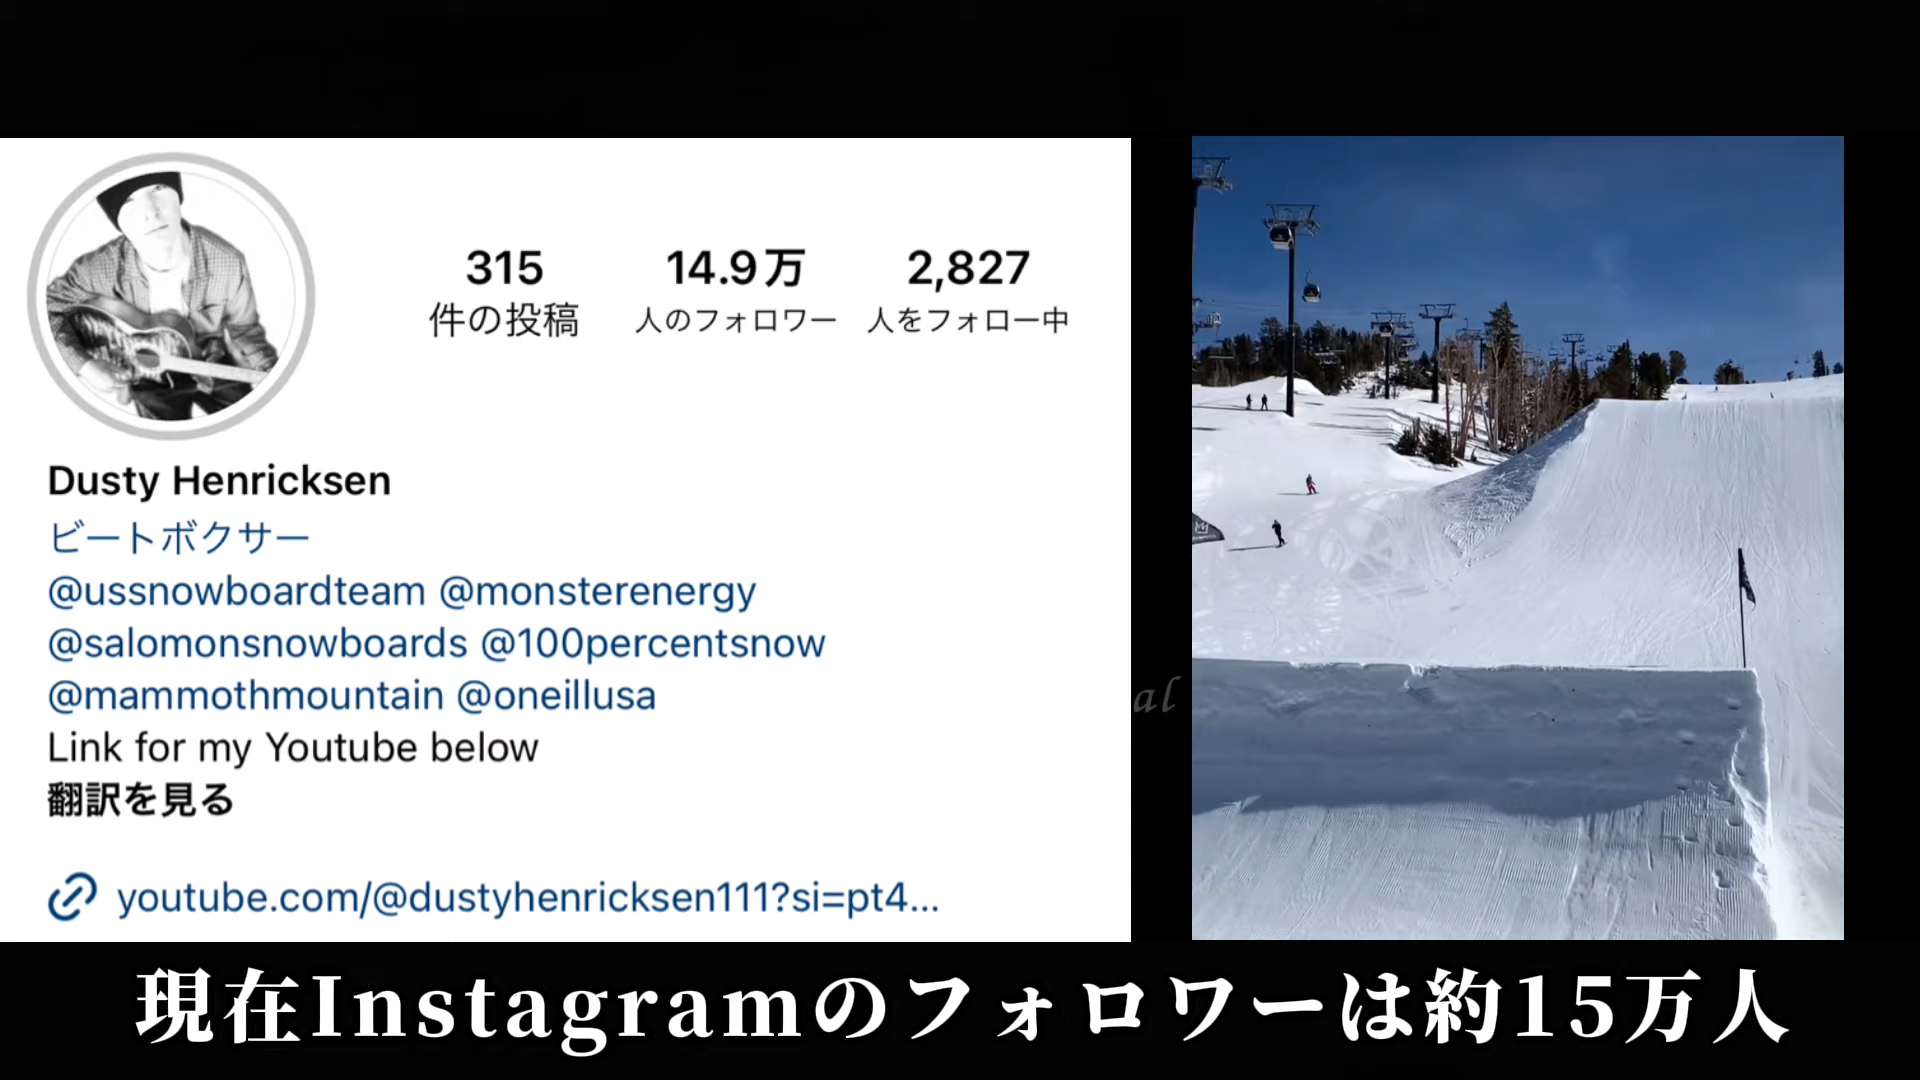 315
14.9万
2,827
件の投稿
人のフォロワー
人をフォロー中
Dusty Henricksen
ビートボクサー
@ussnowboardteam @monsterenergy
@salomonsnowboards @100percentsnow
@mammothmountain @oneillusa
Link for my Youtube below
翻訳を見る
youtube.com/@dustyhenricksen111?si=pt4...
al
現在Instagramのフォロワーは約15万人